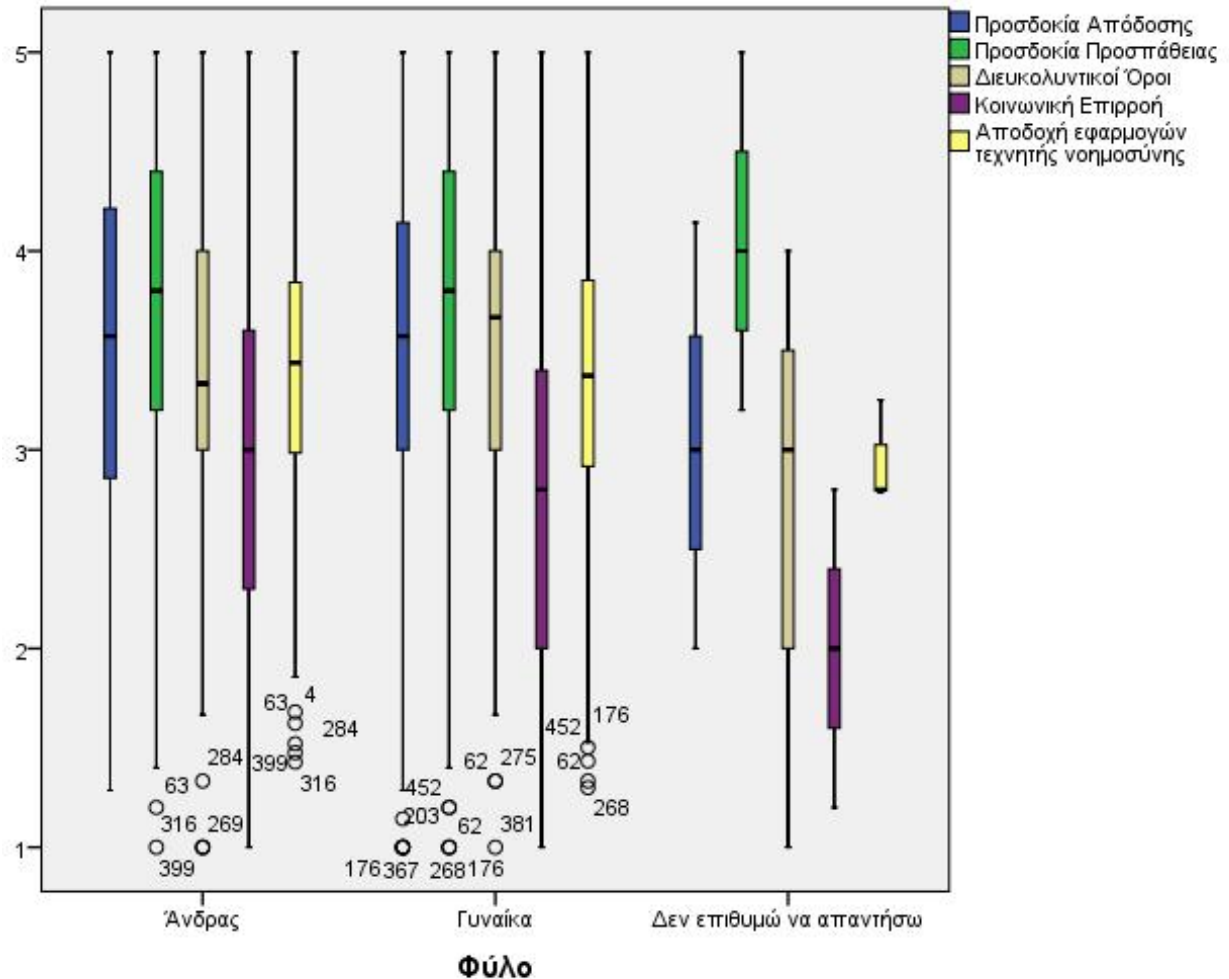 Προσδοκία Απόδοσης
Προσδοκία Προσπάθειας
Διευκολυντικοί Όροι
Κοινωνική Επιρροή
Αποδοχή εφαρμογών
τεχνητής νοημοσύνης
5
4
3
2
1
63 4
284
399
316
284
63
316 269
399
452 176
62
268
62 275
452
203
62 381
176 367 268 176
Άνδρας Γυναίκα Δεν επιθυμώ να απαντήσω
Φύλο